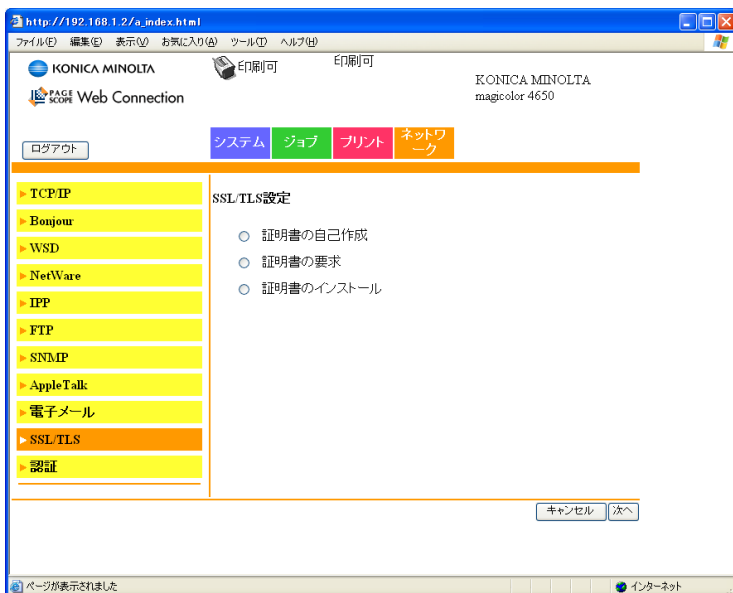 http://192.168.1.2/a_index.html
ファイル(F) 編集(E) 表示(V) お気に入り(A) ツール(T) ヘルプ(H)
KONICA MINOLTA
印刷可
印刷可
PAGE SCOPE Web Connection
KONICA MINOLTA
magicolor 4650
ログアウト
システム
ジョブ
プリント
ネットワ
ーク
TCP/IP
Bonjour
WSD
NetWare
IPP
FTP
SNMP
AppleTalk
電子メール
SSL/TLS
認証
SSL/TLS設定
証明書の自己作成
証明書の要求
証明書のインストール
キャンセル
次へ
ページが表示されました
インターネット